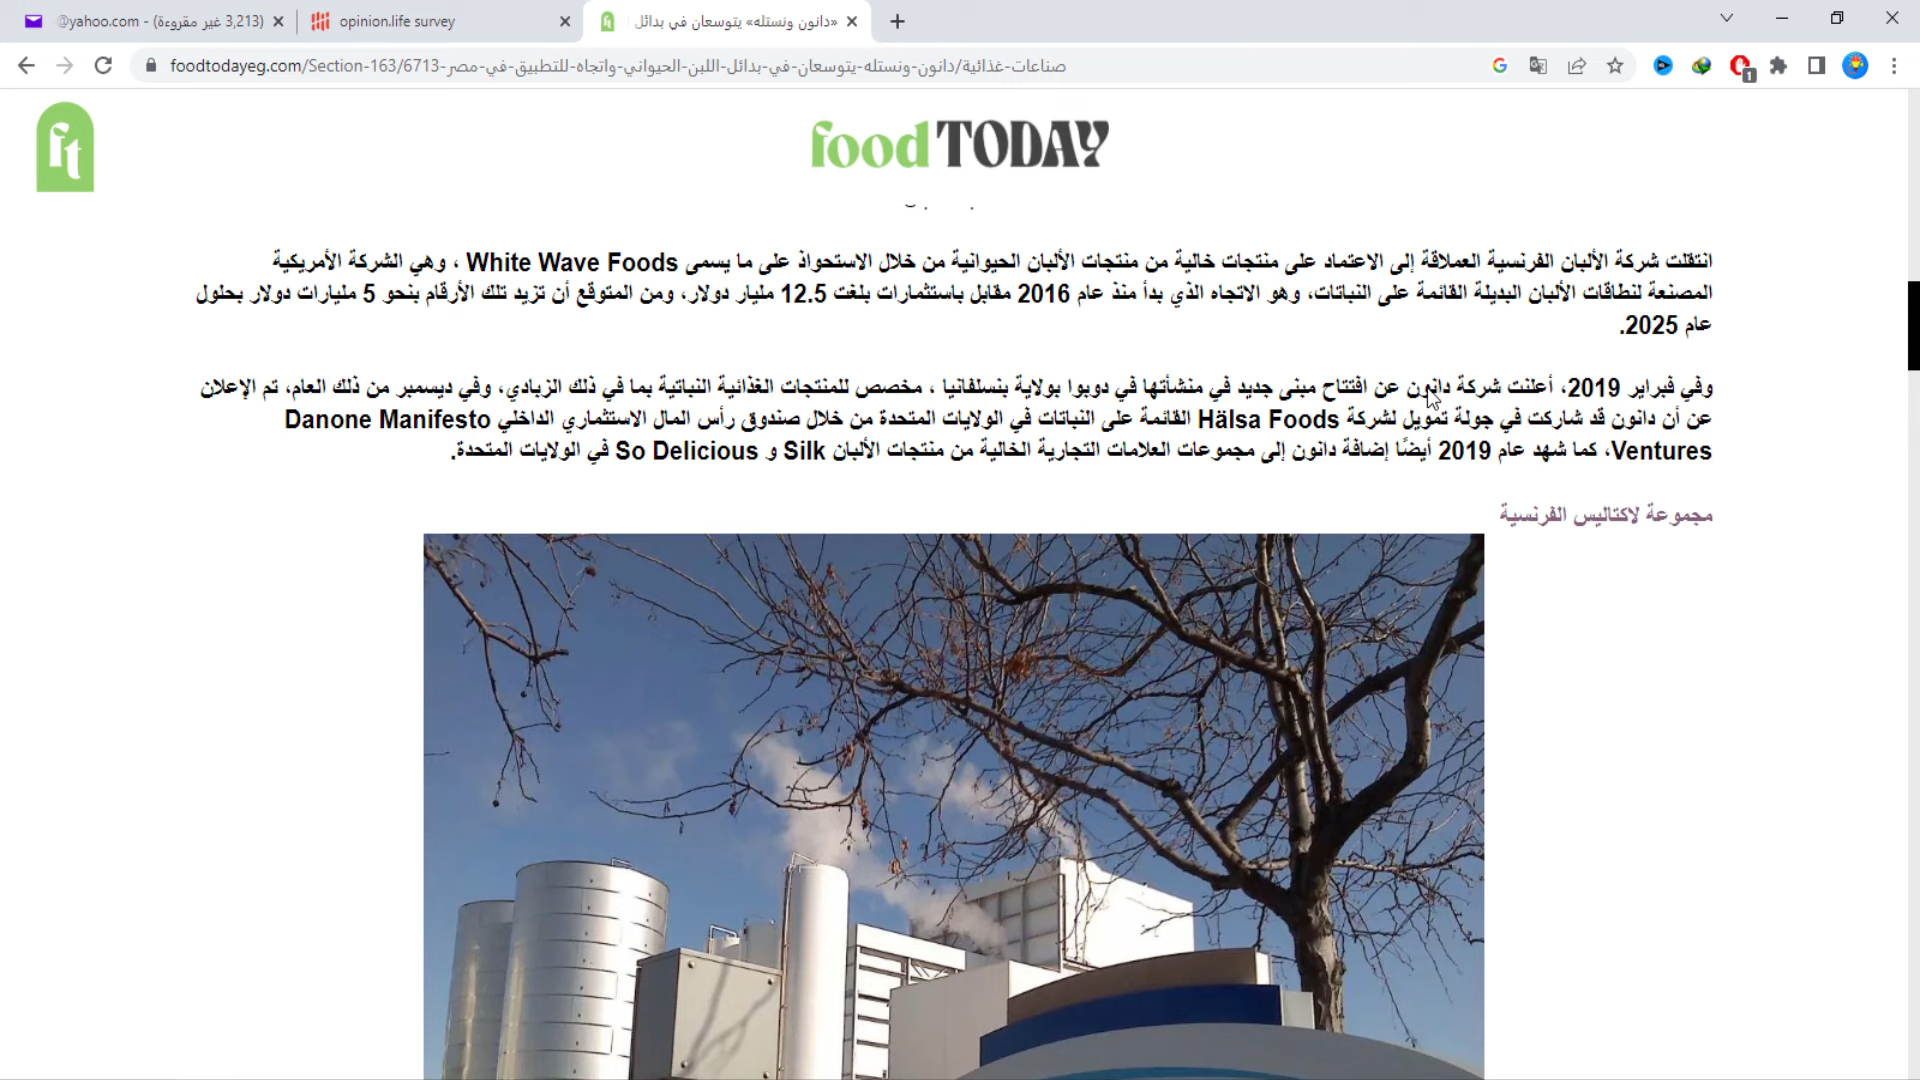 @yahoo.com - (3,213 غير مقروءة)
opinion.life survey
«دانون ونستله» يتوسعان في بدائل
foodtodayeg.com/Section-163/6713/صناعات-غذائية/دانون-ونستله-يتوسعان-في-بدائل-اللبن-الحيواني-واتجاه-للتطبيق-في-مصر
1
ft
food TODAY
انتقلت شركة الألبان الفرنسية العملاقة إلى الاعتماد على منتجات خالية من منتجات الألبان الحيوانية من خلال الاستحواذ على ما يسمى White Wave Foods ، وهي الشركة الأمريكية
المصنعة لنطاقات الألبان البديلة القائمة على النباتات، وهو الاتجاه الذي بدأ منذ عام 2016 مقابل باستثمارات بلغت 12.5 مليار دولار، ومن المتوقع أن تزيد تلك الأرقام بنحو 5 مليارات دولار بحلول
عام 2025.
وفي فبراير 2019، أعلنت شركة دانون عن افتتاح مبنى جديد في منشأتها في دوبوا بولاية بنسلفانيا ، مخصص للمنتجات الغذائية النباتية بما في ذلك الزبادي، وفي ديسمبر من ذلك العام، تم الإعلان
عن أن دانون قد شاركت في جولة تمويل لشركة Hälsa Foods القائمة على النباتات في الولايات المتحدة من خلال صندوق رأس المال الاستثماري الداخلي Danone Manifesto
Ventures، كما شهد عام 2019 أيضًا إضافة دانون إلى مجموعات العلامات التجارية الخالية من منتجات الألبان Silk و So Delicious في الولايات المتحدة.
مجموعة لاكتاليس الفرنسية